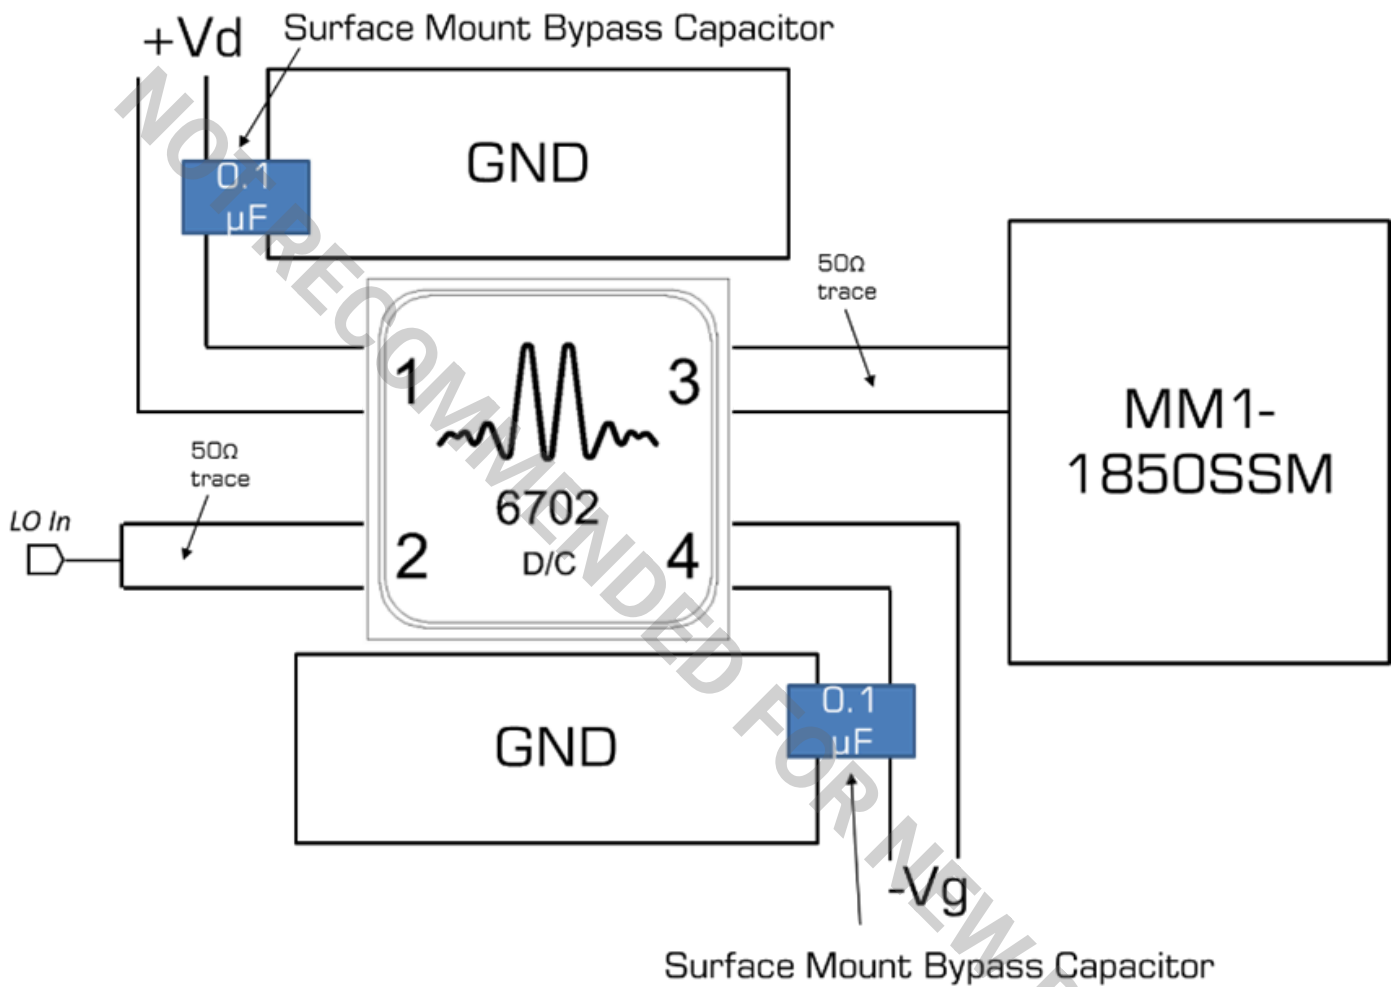 +Vd
Surface Mount Bypass Capacitor
GND
0.1
µF
50Ω
trace
1
3
MM1-
1850SSM
50Ω
trace
6702
LO In
2
D/C
4
GND
0.1
µF
-Vg
Surface Mount Bypass Capacitor
NOT RECOMMENDED FOR NEW